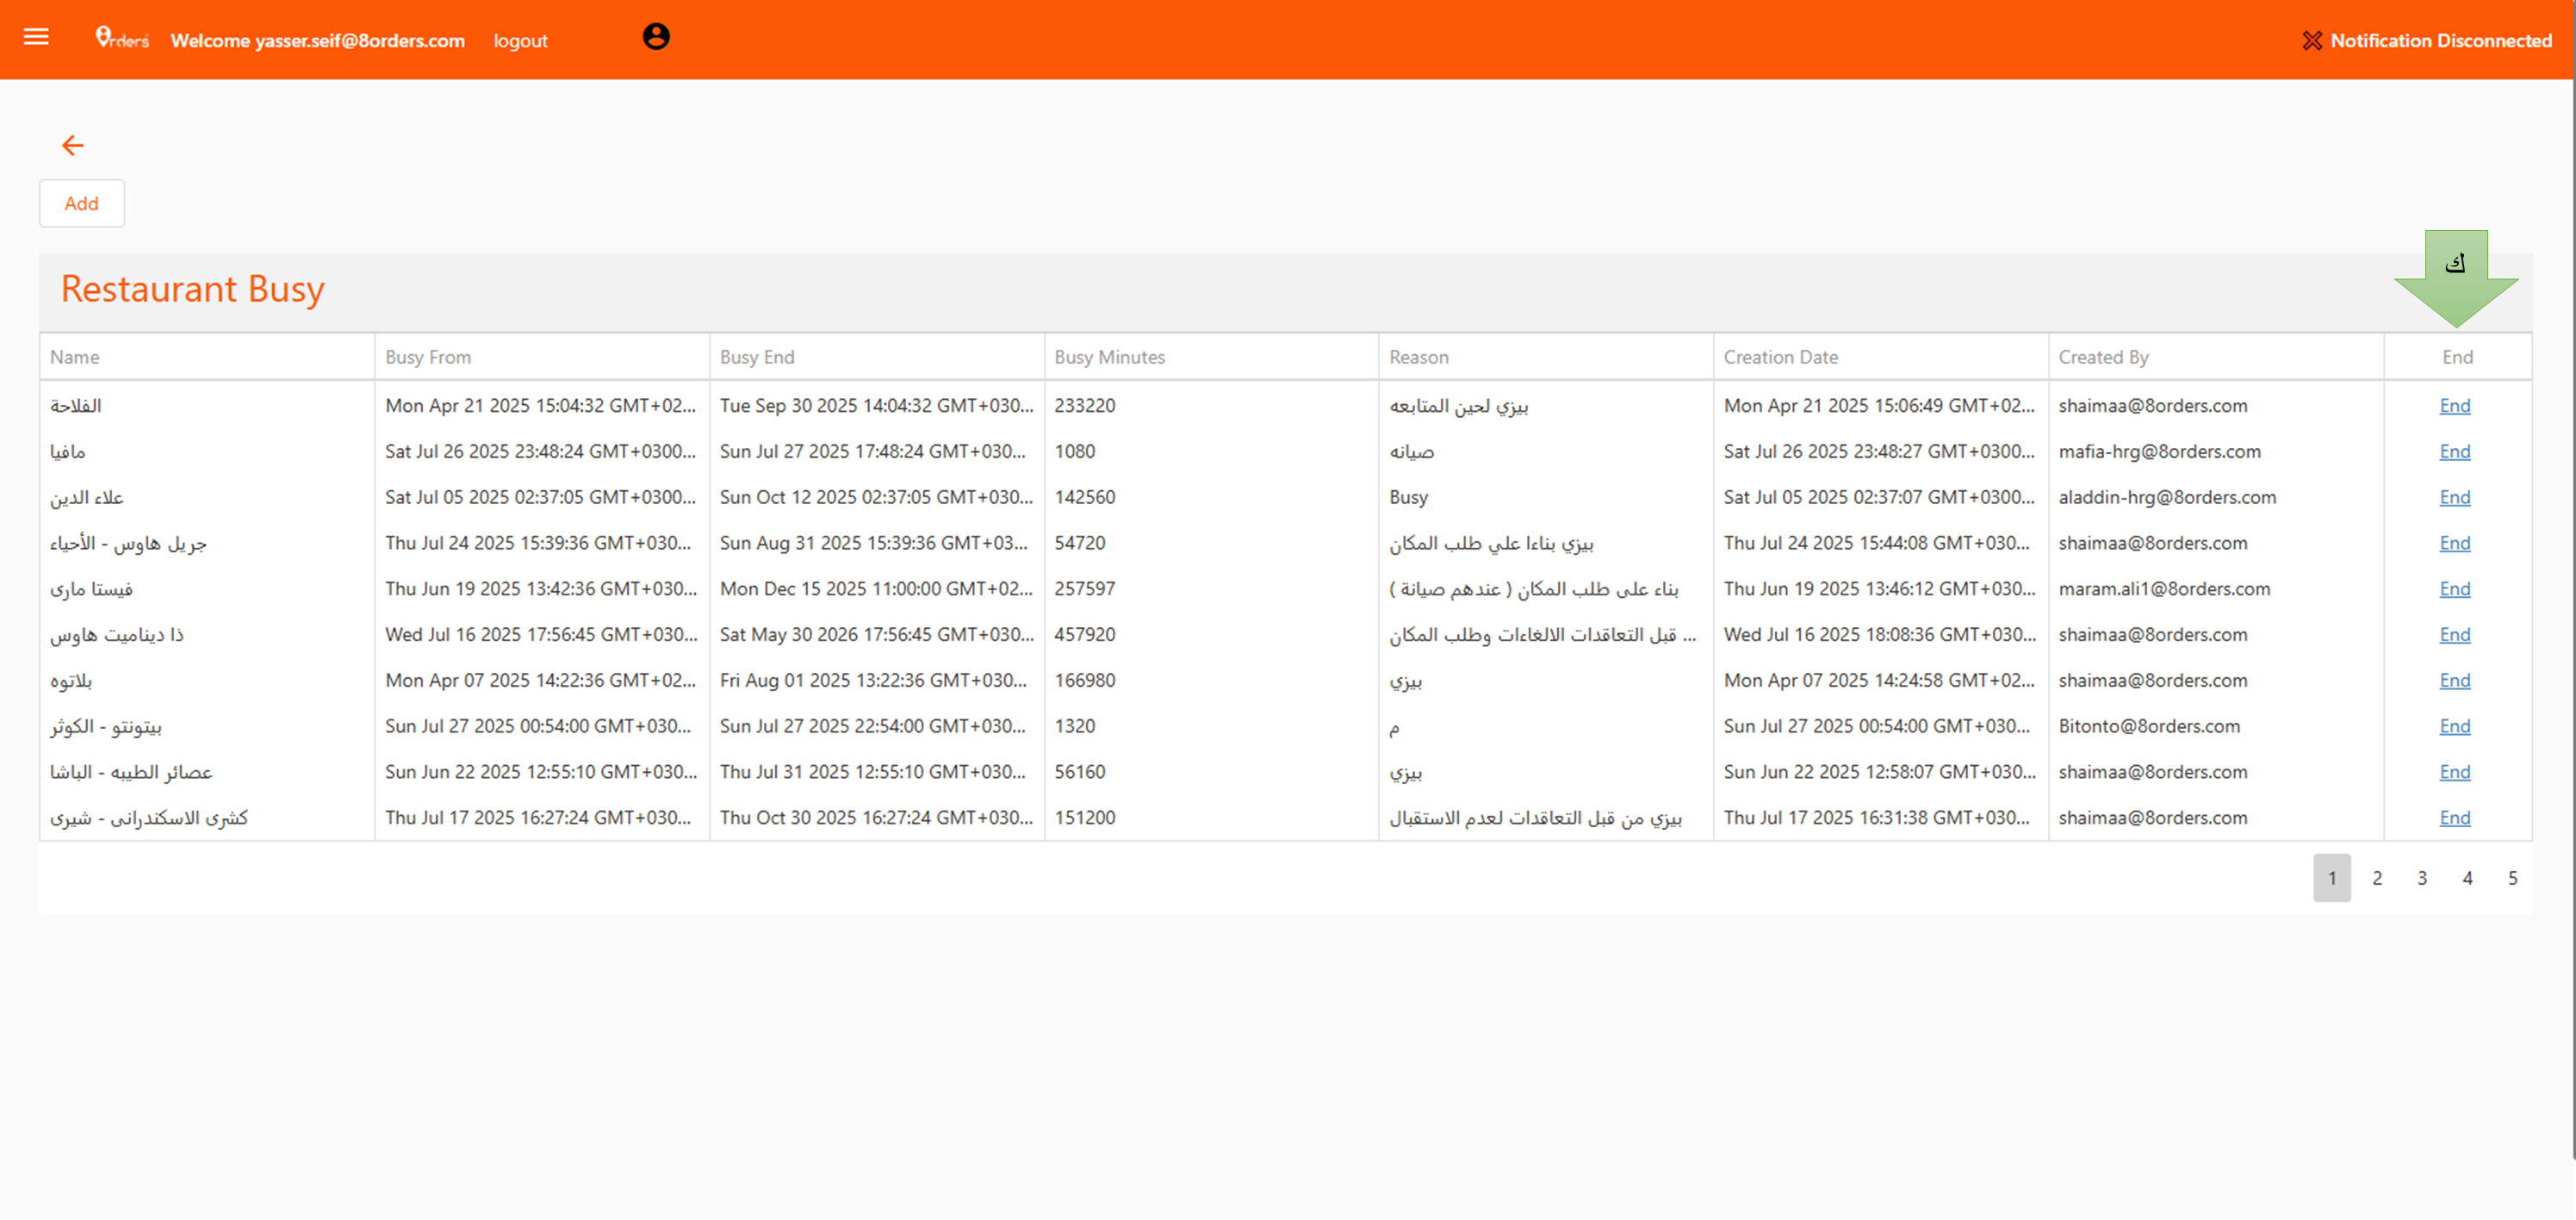 8rders Welcome yasser.seif@8orders.com logout Notification Disconnected
Add
ك
Restaurant Busy
Name Busy From Busy End Busy Minutes Reason Creation Date Created By End
الفلاحة Mon Apr 21 2025 15:04:32 GMT+02... Tue Sep 30 2025 14:04:32 GMT+030... 233220 بيزي لحين المتابعه Mon Apr 21 2025 15:06:49 GMT+02... shaimaa@8orders.com End
مافيا Sat Jul 26 2025 23:48:24 GMT+0300... Sun Jul 27 2025 17:48:24 GMT+030... 1080 صيانه Sat Jul 26 2025 23:48:27 GMT+0300... mafia-hrg@8orders.com End
علاء الدين Sat Jul 05 2025 02:37:05 GMT+0300... Sun Oct 12 2025 02:37:05 GMT+030... 142560 Busy Sat Jul 05 2025 02:37:07 GMT+0300... aladdin-hrg@8orders.com End
جريل هاوس - الأحياء Thu Jul 24 2025 15:39:36 GMT+030... Sun Aug 31 2025 15:39:36 GMT+03... 54720 بيزي بناءا علي طلب المكان Thu Jul 24 2025 15:44:08 GMT+030... shaimaa@8orders.com End
فيستا مارى Thu Jun 19 2025 13:42:36 GMT+030... Mon Dec 15 2025 11:00:00 GMT+02... 257597 بناء على طلب المكان ( عندهم صيانة ) Thu Jun 19 2025 13:46:12 GMT+030... maram.ali1@8orders.com End
ذا ديناميت هاوس Wed Jul 16 2025 17:56:45 GMT+030... Sat May 30 2026 17:56:45 GMT+030... 457920 قبل التعاقدات الالغاءات وطلب المكان ... Wed Jul 16 2025 18:08:36 GMT+030... shaimaa@8orders.com End
بلاتوه Mon Apr 07 2025 14:22:36 GMT+02... Fri Aug 01 2025 13:22:36 GMT+030... 166980 بيزي Mon Apr 07 2025 14:24:58 GMT+02... shaimaa@8orders.com End
بيتونتو - الكوثر Sun Jul 27 2025 00:54:00 GMT+030... Sun Jul 27 2025 22:54:00 GMT+030... 1320 م Sun Jul 27 2025 00:54:00 GMT+030... Bitonto@8orders.com End
عصائر الطيبه - الباشا Sun Jun 22 2025 12:55:10 GMT+030... Thu Jul 31 2025 12:55:10 GMT+030... 56160 بيزي Sun Jun 22 2025 12:58:07 GMT+030... shaimaa@8orders.com End
كشرى الاسكندرانى - شيرى Thu Jul 17 2025 16:27:24 GMT+030... Thu Oct 30 2025 16:27:24 GMT+030... 151200 بيزي من قبل التعاقدات لعدم الاستقبال Thu Jul 17 2025 16:31:38 GMT+030... shaimaa@8orders.com End
1 2 3 4 5